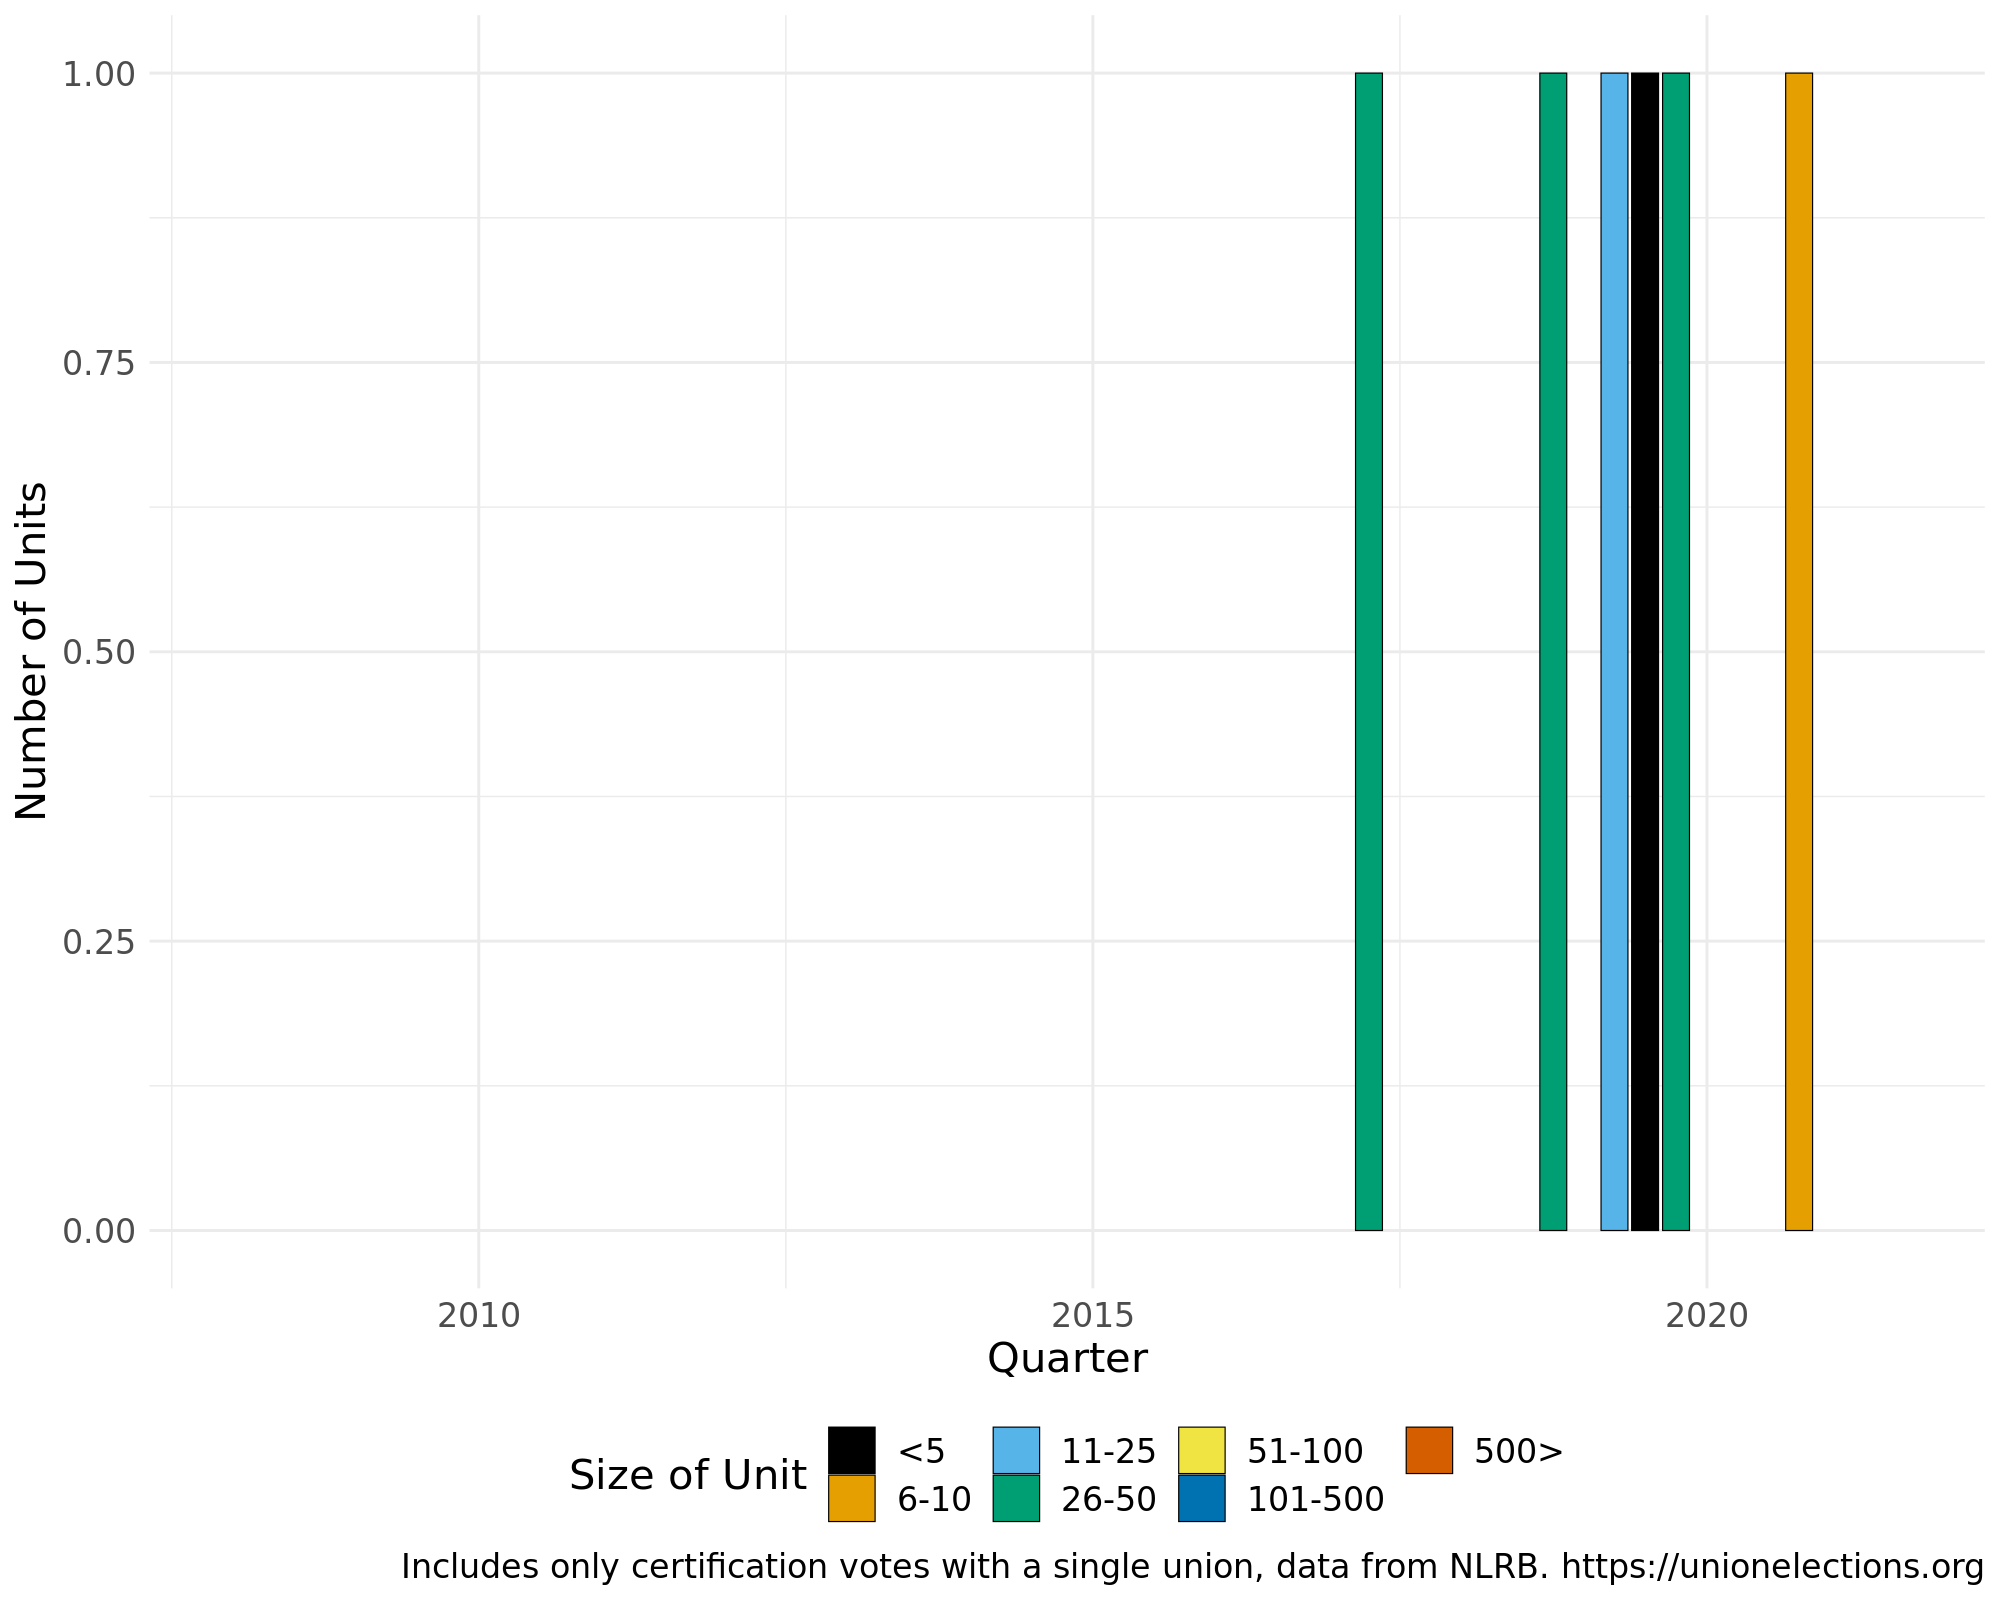 1.00
0.75
0.50
0.25
0.00
Number of Units
2010 2015 2020
Quarter
Size of Unit
<5 11-25 51-100 500>
6-10 26-50 101-500
Includes only certification votes with a single union, data from NLRB. https://unionelections.org